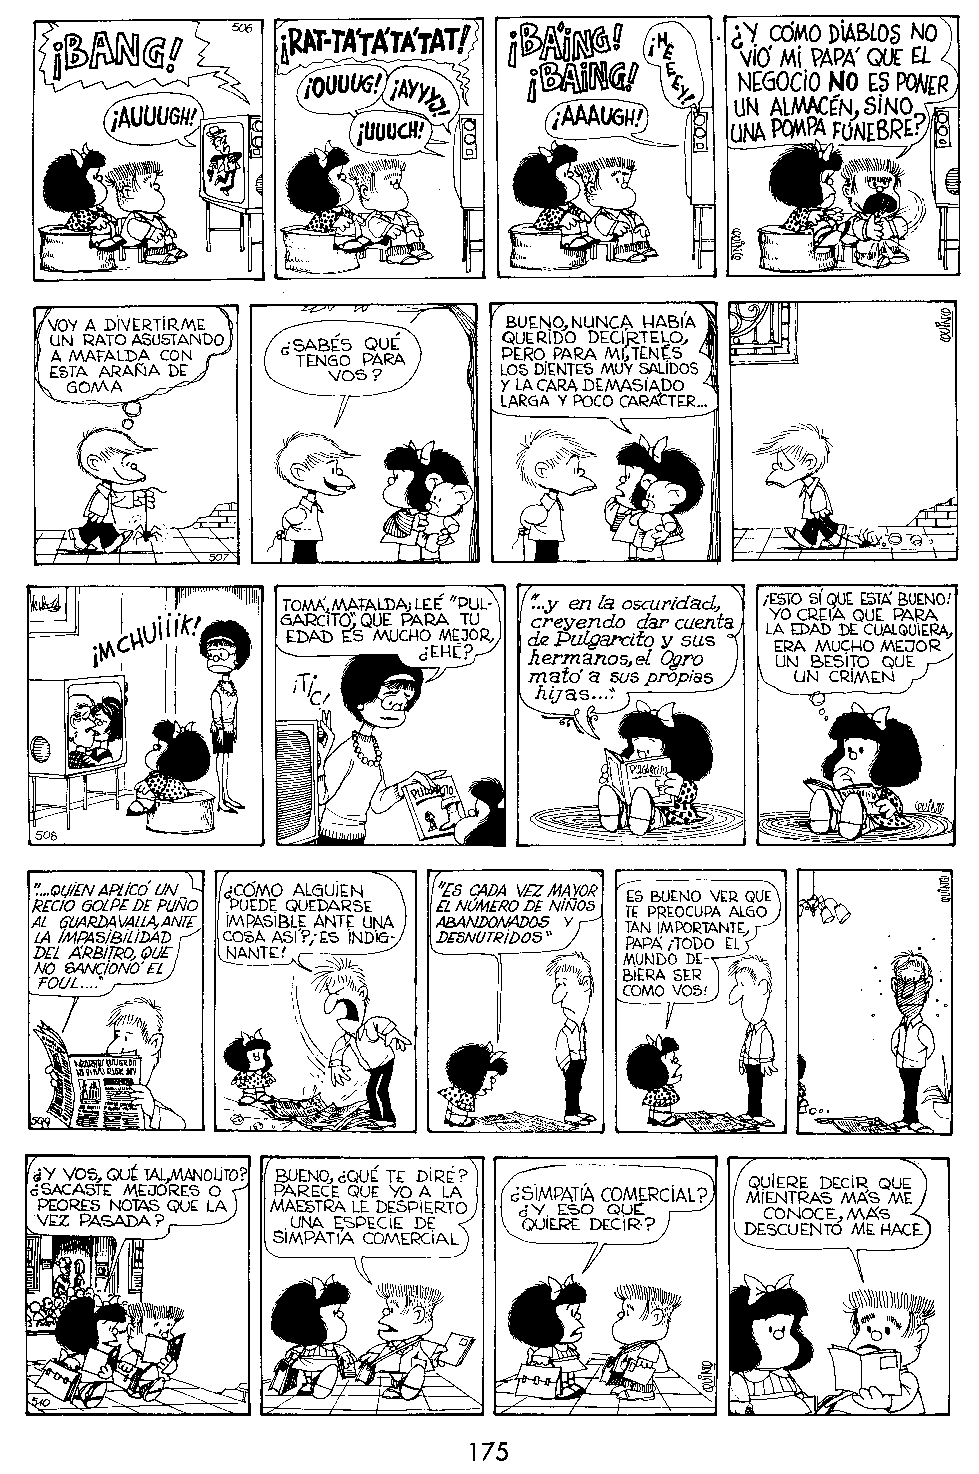 ¡BANG!
506
¡AUUUGH!
¡RAT-TA'TA'TA'TAT!
¡OUUUG!
¡AYYYJ!
¡UUUCH!
¡BAING!
¡BAING!
¡HEEEY!
¡AAAUGH!
¿Y CÓMO DIABLOS NO
VIÓ MI PAPÁ QUE EL
NEGOCIO NO ES PONER
UN ALMACÉN, SINO
UNA POMPA FÚNEBRE?
QUINO
VOY A DIVERTIRME
UN RATO ASUSTANDO
A MAFALDA CON
ESTA ARAÑA DE
GOMA
507
¿SABÉS QUÉ
TENGO PARA
VOS?
BUENO, NUNCA HABÍA
QUERIDO DECÍRTELO,
PERO PARA MÍ, TENÉS
LOS DIENTES MUY SALIDOS
Y LA CARA DEMASIADO
LARGA Y POCO CARÁCTER...
QUINO
¡MCHUIIIK!
508
TOMÁ, MAFALDA; LEÉ "PUL-
GARCITO", QUE PARA TU
EDAD ES MUCHO MEJOR,
¿EHÉ?
¡TIC!
PULGARCITO
"...y en la oscuridad,
creyendo dar cuenta
de Pulgarcito y sus
hermanos, el Ogro
mató a sus propias
hijas..."
Pulgarcito
¡ESTO SÍ QUE ESTÁ BUENO!
YO CREÍA QUE PARA
LA EDAD DE CUALQUIERA,
ERA MUCHO MEJOR
UN BESITO QUE
UN CRIMEN
QUINO
"....QUIEN APLICÓ UN
RECIO GOLPE DE PUÑO
AL GUARDAVALLA, ANTE
LA IMPASIBILIDAD
DEL ÁRBITRO, QUE
NO SANCIONÓ EL
FOUL...."
509
¿CÓMO ALGUIEN
PUEDE QUEDARSE
IMPASIBLE ANTE UNA
COSA ASÍ?; ¡ES INDIG-
NANTE!
"ES CADA VEZ MAYOR
EL NÚMERO DE NIÑOS
ABANDONADOS Y
DESNUTRIDOS"
ES BUENO VER QUE
TE PREOCUPA ALGO
TAN IMPORTANTE,
PAPÁ; ¡TODO EL
MUNDO DE-
BIERA SER
COMO VOS!
QUINO
¿Y VOS, QUÉ TAL, MANOLITO?
¿SACASTE MEJORES O
PEORES NOTAS QUE LA
VEZ PASADA?
510
BUENO, ¿QUÉ TE DIRÉ?
PARECE QUE YO A LA
MAESTRA LE DESPIERTO
UNA ESPECIE DE
SIMPATÍA COMERCIAL
¿SIMPATÍA COMERCIAL?
¿Y ESO QUÉ
QUIERE DECIR?
QUINO
QUIERE DECIR QUE
MIENTRAS MÁS ME
CONOCE, MÁS
DESCUENTO ME HACE
175